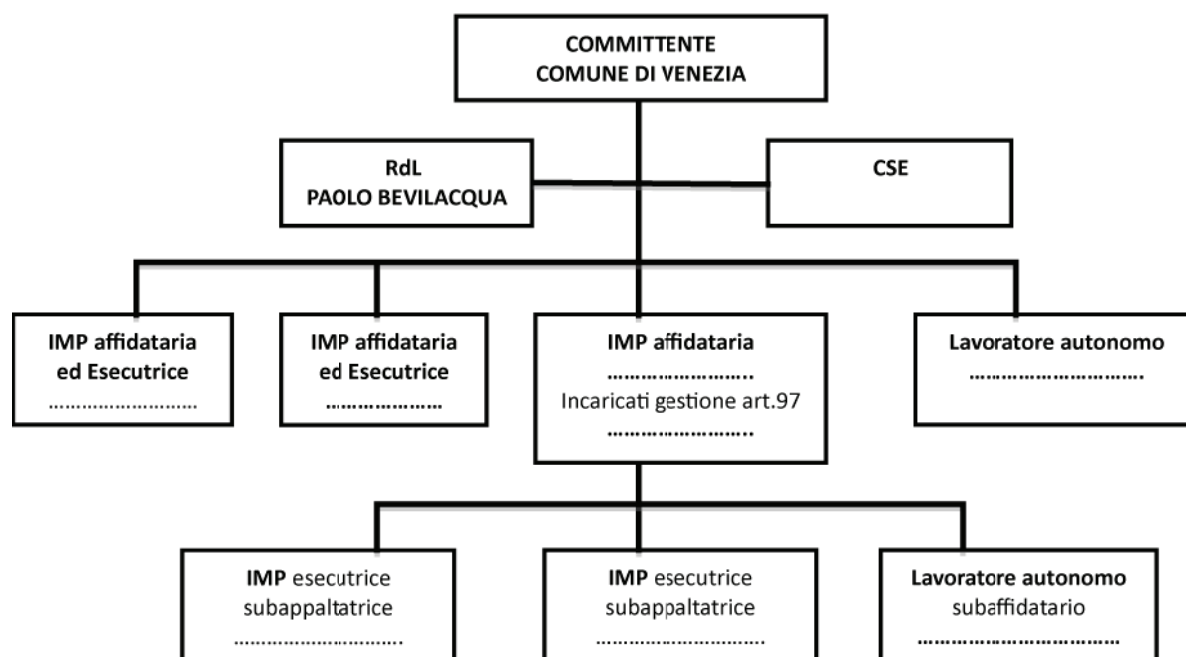 COMMITTENTE
COMUNE DI VENEZIA
RdL
PAOLO BEVILACQUA
CSE
IMP affidataria
ed Esecutrice
..............................
IMP affidataria
ed Esecutrice
.......................
IMP affidataria
.............................
Incaricati gestione art.97
.............................
Lavoratore autonomo
...................................
IMP esecutrice
subappaltatrice
..................................
IMP esecutrice
subappaltatrice
..................................
Lavoratore autonomo
subaffidatario
........................................